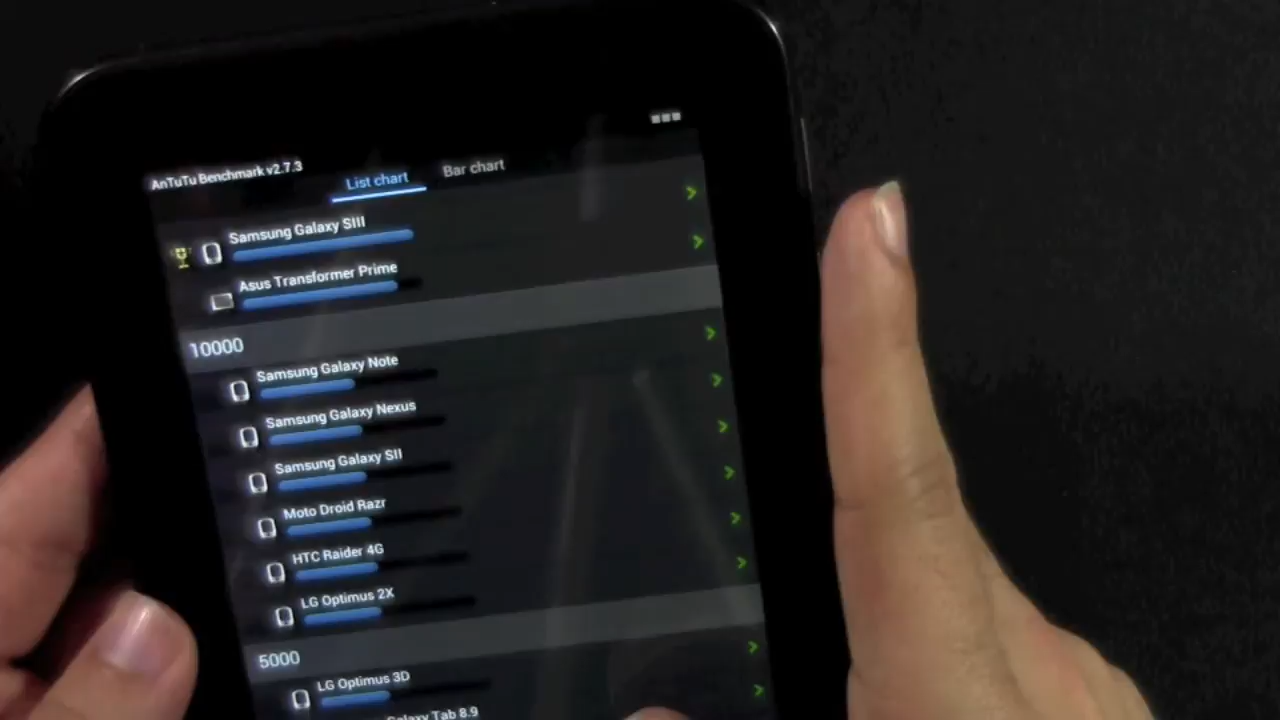 AnTuTu Benchmark v2.7.3
List chart
Bar chart
Samsung Galaxy SIII
Asus Transformer Prime
10000
Samsung Galaxy Note
Samsung Galaxy Nexus
Samsung Galaxy SII
Moto Droid Razr
HTC Raider 4G
LG Optimus 2X
5000
LG Optimus 3D
Galaxy Tab 8.9